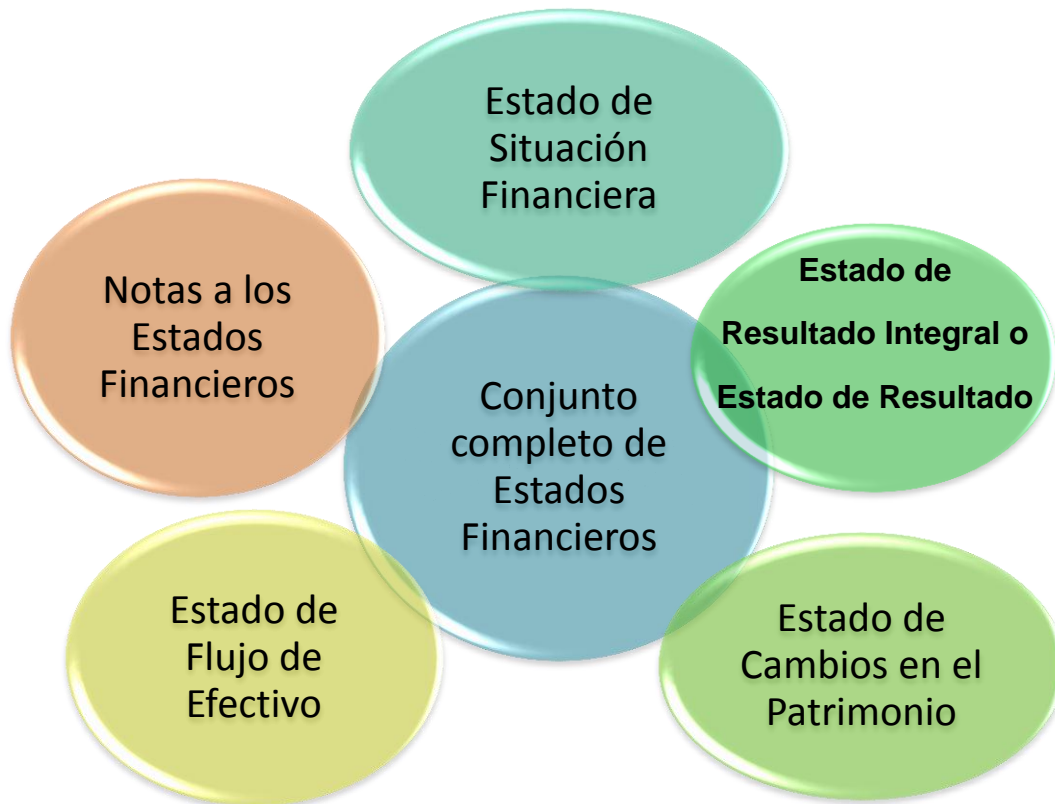 Estado de
Situación
Financiera
Notas a los
Estados
Financieros
Estado de
Resultado Integral o
Estado de Resultado
Conjunto
completo de
Estados
Financieros
Estado de
Flujo de
Efectivo
Estado de
Cambios en el
Patrimonio